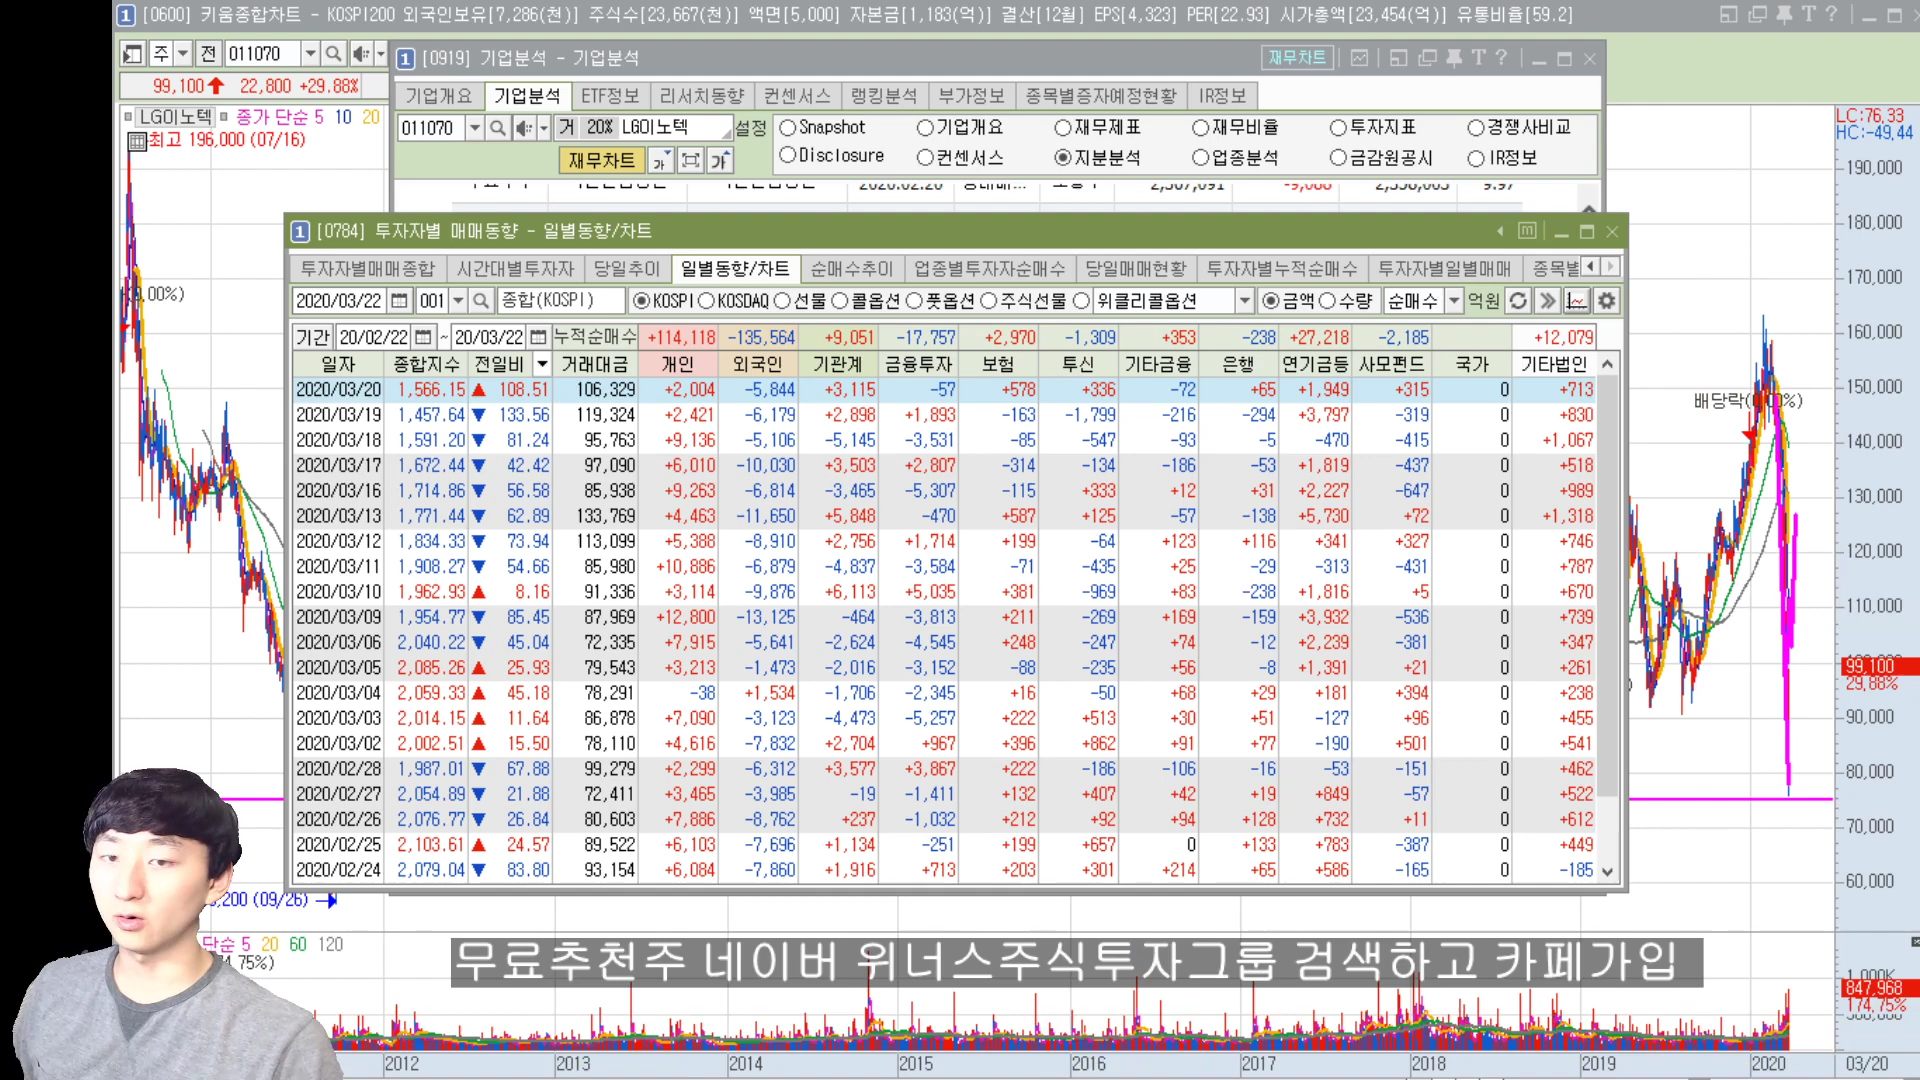 1 [0600] 키움종합차트 - KOSPI200 외국인보유[7,286(천)] 주식수[23,667(천)] 액면[5,000] 자본금[1,183(억)] 결산[12월] EPS[4,323] PER[22.93] 시가총액[23,454(억)] 유통비율[59.2]
주 전 011070
99,100 22,800 +29.88%
LG이노텍 종가 단순 5 10 20
최고 196,000 (07/16)
1 [0919] 기업분석 - 기업분석 재무차트
기업개요 기업분석 ETF정보 리서치동향 컨센서스 랭킹분석 부가정보 종목별증자예정현황 IR정보
011070 거 20% LG이노텍 설정 Snapshot 기업개요 재무제표 재무비율 투자지표 경쟁사비교
재무차트 가 가 Disclosure 컨센서스 지분분석 업종분석 금감원공시 IR정보
1 [0784] 투자자별 매매동향 - 일별동향/차트
투자자별매매종합 시간대별투자자 당일추이 일별동향/차트 순매수추이 업종별투자자순매수 당일매매현황 투자자별누적순매수 투자자별일별매매 종목별
2020/03/22 001 종합(KOSPI) KOSPI KOSDAQ 선물 콜옵션 풋옵션 주식선물 위클리콜옵션 금액 수량 순매수 억원
기간 20/02/22 ~ 20/03/22 누적순매수 +114,118 -135,564 +9,051 -17,757 +2,970 -1,309 +353 -238 +27,218 -2,185 +12,079
일자 종합지수 전일비 거래대금 개인 외국인 기관계 금융투자 보험 투신 기타금융 은행 연기금등 사모펀드 국가 기타법인
2020/03/20 1,566.15 ▲ 108.51 106,329 +2,004 -5,844 +3,115 -57 +578 +336 -72 +65 +1,949 +315 0 +713
2020/03/19 1,457.64 ▼ 133.56 119,324 +2,421 -6,179 +2,898 +1,893 -163 -1,799 -216 -294 +3,797 -319 0 +830
2020/03/18 1,591.20 ▼ 81.24 95,763 +9,136 -5,106 -5,145 -3,531 -85 -547 -93 -5 -470 -415 0 +1,067
2020/03/17 1,672.44 ▼ 42.42 97,090 +6,010 -10,030 +3,503 +2,807 -314 -134 -186 -53 +1,819 -437 0 +518
2020/03/16 1,714.86 ▼ 56.58 85,938 +9,263 -6,814 -3,465 -5,307 -115 +333 +12 +31 +2,227 -647 0 +989
2020/03/13 1,771.44 ▼ 62.89 133,769 +4,463 -11,650 +5,848 -470 +587 +125 -57 -138 +5,730 +72 0 +1,318
2020/03/12 1,834.33 ▼ 73.94 113,099 +5,388 -8,910 +2,756 +1,714 +199 -64 +123 +116 +341 +327 0 +746
2020/03/11 1,908.27 ▼ 54.66 85,980 +10,886 -6,879 -4,837 -3,584 -71 -435 +25 -29 -313 -431 0 +787
2020/03/10 1,962.93 ▲ 8.16 91,336 +3,114 -9,876 +6,113 +5,035 +381 -969 +83 -238 +1,816 +5 0 +670
2020/03/09 1,954.77 ▼ 85.45 87,969 +12,800 -13,125 -464 -3,813 +211 -269 +169 -159 +3,932 -536 0 +739
2020/03/06 2,040.22 ▼ 45.04 72,335 +7,915 -5,641 -2,624 -4,545 +248 -247 +74 -12 +2,239 -381 0 +347
2020/03/05 2,085.26 ▲ 25.93 79,543 +3,213 -1,473 -2,016 -3,152 -88 -235 +56 -8 +1,391 +21 0 +261
2020/03/04 2,059.33 ▲ 45.18 78,291 -38 +1,534 -1,706 -2,345 +16 -50 +68 +29 +181 +394 0 +238
2020/03/03 2,014.15 ▲ 11.64 86,878 +7,090 -3,123 -4,473 -5,257 +222 +513 +30 +51 -127 +96 0 +455
2020/03/02 2,002.51 ▲ 15.50 78,110 +4,616 -7,832 +2,704 +967 +396 +862 +91 +77 -190 +501 0 +541
2020/02/28 1,987.01 ▼ 67.88 99,279 +2,299 -6,312 +3,577 +3,867 +222 -186 -106 -16 -53 -151 0 +462
2020/02/27 2,054.89 ▼ 21.88 72,411 +3,465 -3,985 -19 -1,411 +132 +407 +42 +19 +849 -57 0 +522
2020/02/26 2,076.77 ▼ 26.84 80,603 +7,886 -8,762 +237 -1,032 +212 +92 +94 +128 +732 +11 0 +612
2020/02/25 2,103.61 ▲ 24.57 89,522 +6,103 -7,696 +1,134 -251 +199 +657 0 +133 +783 -387 0 +449
2020/02/24 2,079.04 ▼ 83.80 93,154 +6,084 -7,860 +1,916 +713 +203 +301 +214 +65 +586 -165 0 -185
LC:76.33
HC:-49.44
190,000
180,000
170,000
160,000
150,000
배당락(0.00%)
140,000
130,000
120,000
110,000
99,100
29.88%
90,000
80,000
70,000
60,000
,200 (09/26)
단순 5 20 60 120
무료추천주 네이버 위너스주식투자그룹 검색하고 카페가입
1,000K
847,968
174.75%
2012 2013 2014 2015 2016 2017 2018 2019 2020 03/20